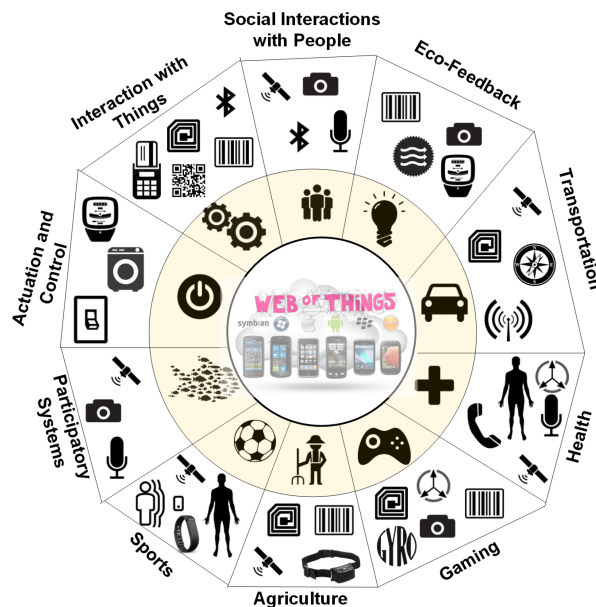 Social Interactions
with People
Eco-Feedback
Interaction with
Things
Transportation
Actuation and
Control
WEB OF THINGS
symbian
Participatory
Systems
Health
GYRO
Sports
Gaming
Agriculture